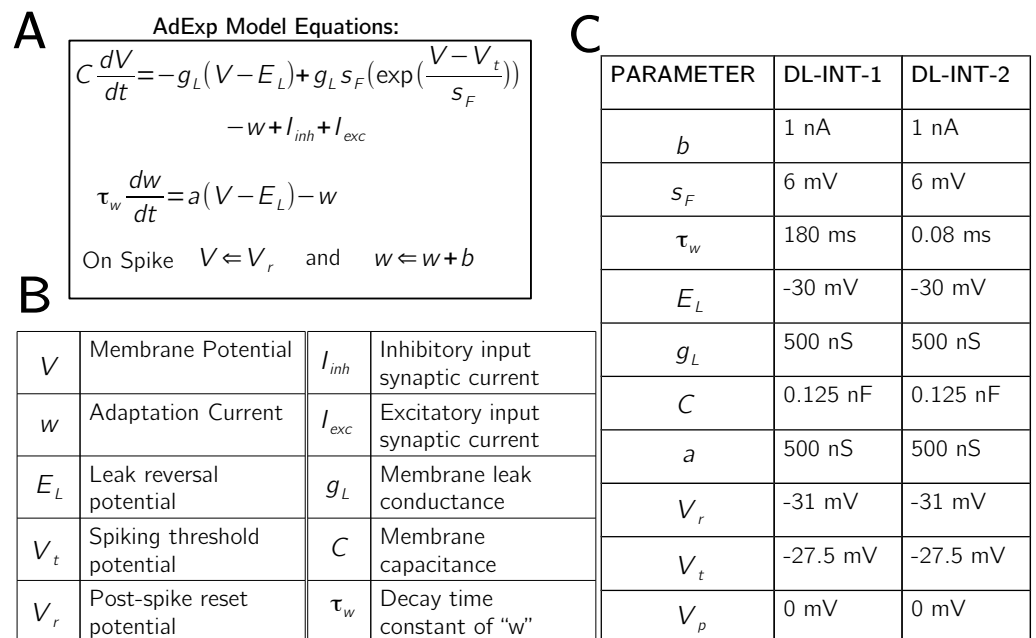 A
AdExp Model Equations:
C dV/dt = −g_L(V−E_L)+g_L s_F(exp((V−V_t)/s_F))
−w+I_inh+I_exc
τ_w dw/dt = a(V−E_L)−w
On Spike V⇐V_r and w⇐w+b
B
V Membrane Potential I_inh Inhibitory input
synaptic current
w Adaptation Current I_exc Excitatory input
synaptic current
E_L Leak reversal
potential g_L Membrane leak
conductance
V_t Spiking threshold
potential C Membrane
capacitance
V_r Post-spike reset
potential τ_w Decay time
constant of “w”
C
PARAMETER DL-INT-1 DL-INT-2
b 1 nA 1 nA
s_F 6 mV 6 mV
τ_w 180 ms 0.08 ms
E_L -30 mV -30 mV
g_L 500 nS 500 nS
C 0.125 nF 0.125 nF
a 500 nS 500 nS
V_r -31 mV -31 mV
V_t -27.5 mV -27.5 mV
V_p 0 mV 0 mV